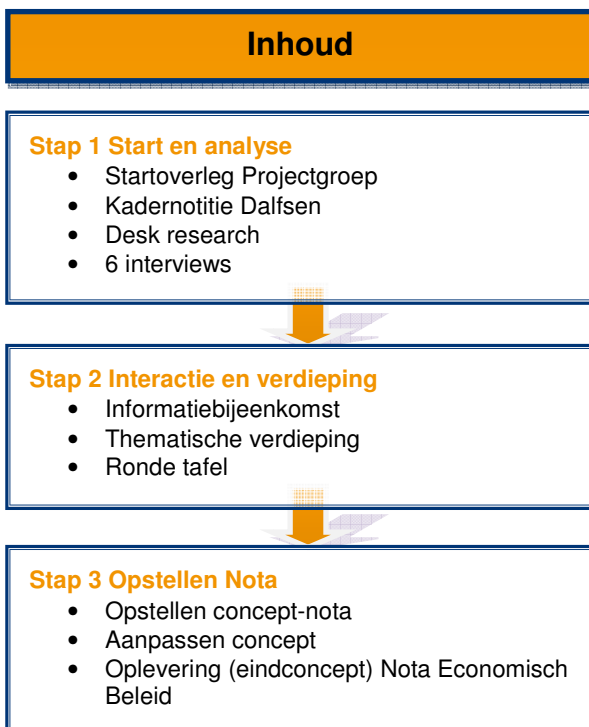 Inhoud
Stap 1 Start en analyse
• Startoverleg Projectgroep
• Kadernotitie Dalfsen
• Desk research
• 6 interviews
Stap 2 Interactie en verdieping
• Informatiebijeenkomst
• Thematische verdieping
• Ronde tafel
Stap 3 Opstellen Nota
• Opstellen concept-nota
• Aanpassen concept
• Oplevering (eindconcept) Nota Economisch
Beleid